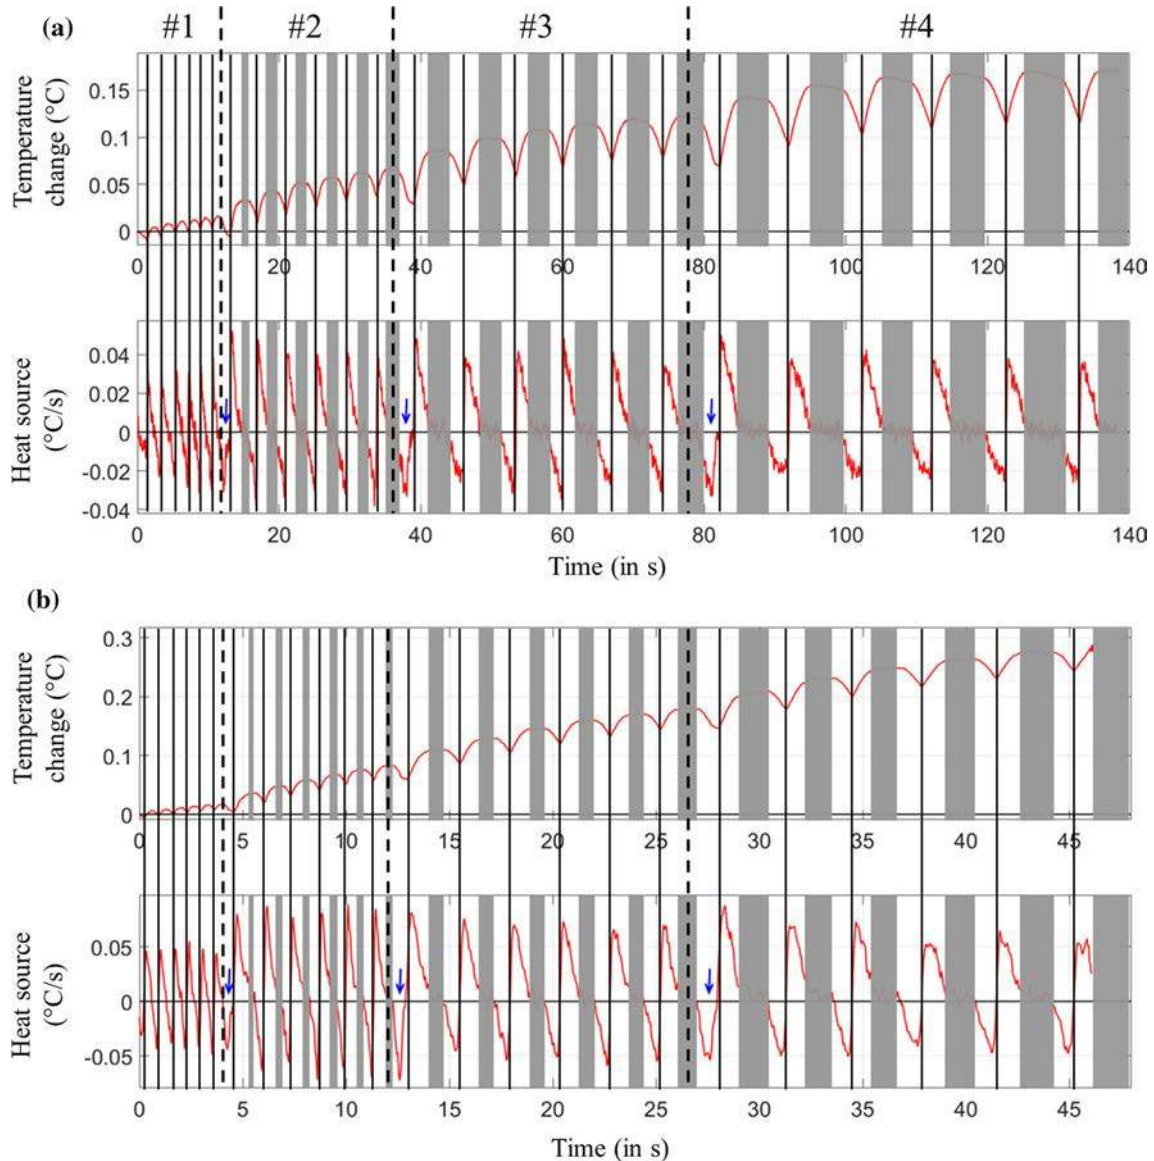 (a) #1 #2 #3 #4
Temperature
change (°C)
0.15
0.1
0.05
0
0 20 40 60 80 100 120 140
Heat source
(°C/s)
0.04
0.02
0
-0.02
-0.04
0 20 40 60 80 100 120 140
Time (in s)
(b)
Temperature
change (°C)
0.3
0.2
0.1
0
0 5 10 15 20 25 30 35 40 45
Heat source
(°C/s)
0.05
0
-0.05
0 5 10 15 20 25 30 35 40 45
Time (in s)